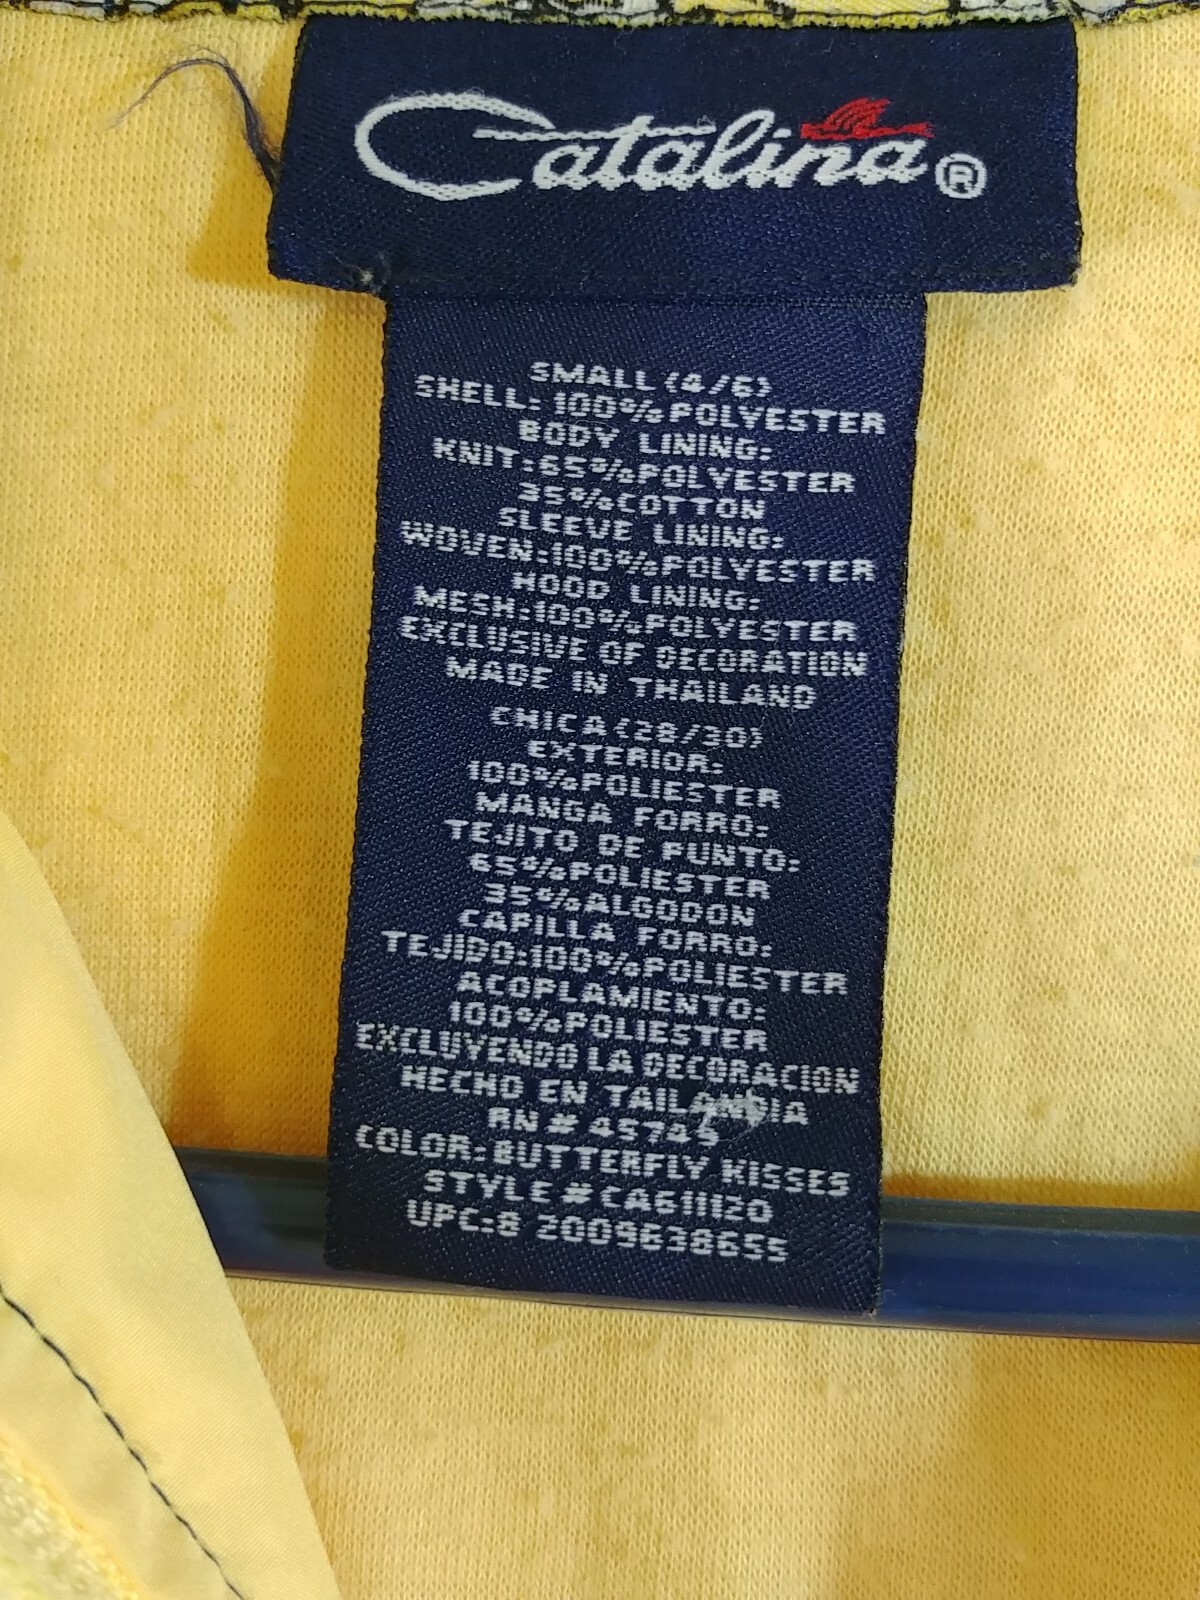 Catalina®
SMALL (4/6)
SHELL: 100% POLYESTER
BODY LINING:
KNIT: 65% POLYESTER
35% COTTON
SLEEVE LINING:
WOVEN: 100% POLYESTER
HOOD LINING:
MESH: 100% POLYESTER
EXCLUSIVE OF DECORATION
MADE IN THAILAND
CHICA (28/30)
EXTERIOR:
100% POLIESTER
MANGA FORRO:
TEJITO DE PUNTO:
65% POLIESTER
35% ALGODON
CAPILLA FORRO:
TEJIDO: 100% POLIESTER
ACOPLAMIENTO:
100% POLIESTER
EXCLUYENDO LA DECORACION
HECHO EN TAILANDIA
RN # 45749
COLOR: BUTTERFLY KISSES
STYLE # CA611120
UPC: 8 2009638655